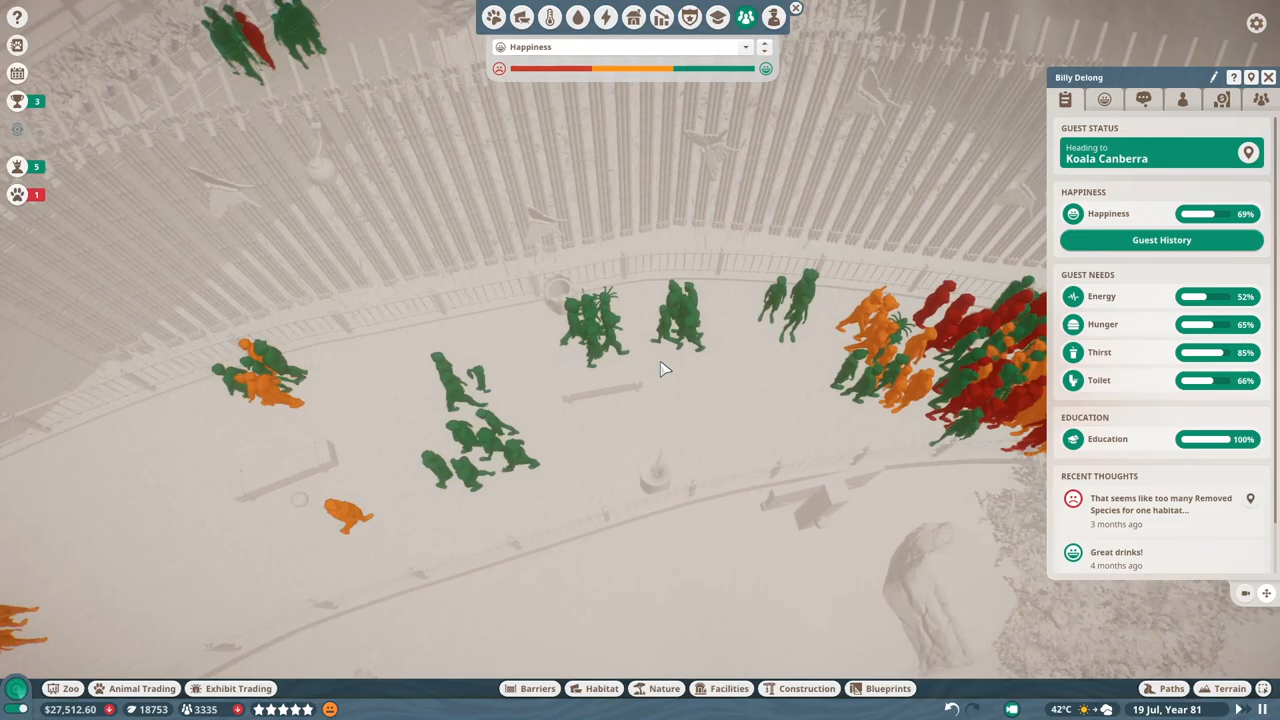 Happiness
3
5
1
Billy Delong
?
?
GUEST STATUS
Heading to
Koala Canberra
HAPPINESS
Happiness 69%
Guest History
GUEST NEEDS
Energy 52%
Hunger 65%
Thirst 85%
Toilet 66%
EDUCATION
Education 100%
RECENT THOUGHTS
That seems like too many Removed
Species for one habitat...
3 months ago
Great drinks!
4 months ago
Zoo Animal Trading Exhibit Trading Barriers Habitat Nature Facilities Construction Blueprints Paths Terrain
$27,512.60 18753 3335 42°C 19 Jul, Year 81